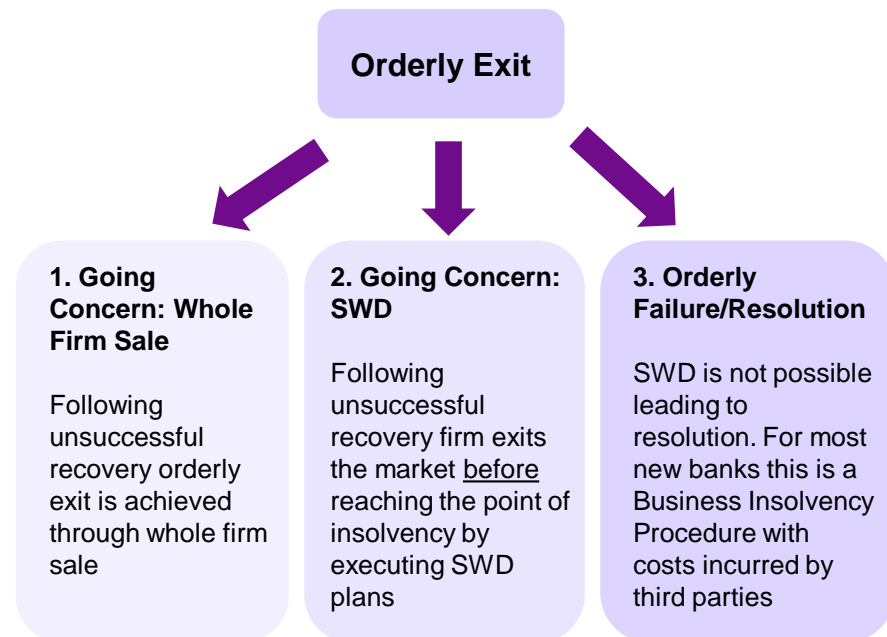 Orderly Exit
1. Going
Concern: Whole
Firm Sale
Following
unsuccessful
recovery orderly
exit is achieved
through whole firm
sale
2. Going Concern:
SWD
Following
unsuccessful
recovery firm exits
the market before
reaching the point of
insolvency by
executing SWD
plans
3. Orderly
Failure/Resolution
SWD is not possible
leading to
resolution. For most
new banks this is a
Business Insolvency
Procedure with
costs incurred by
third parties